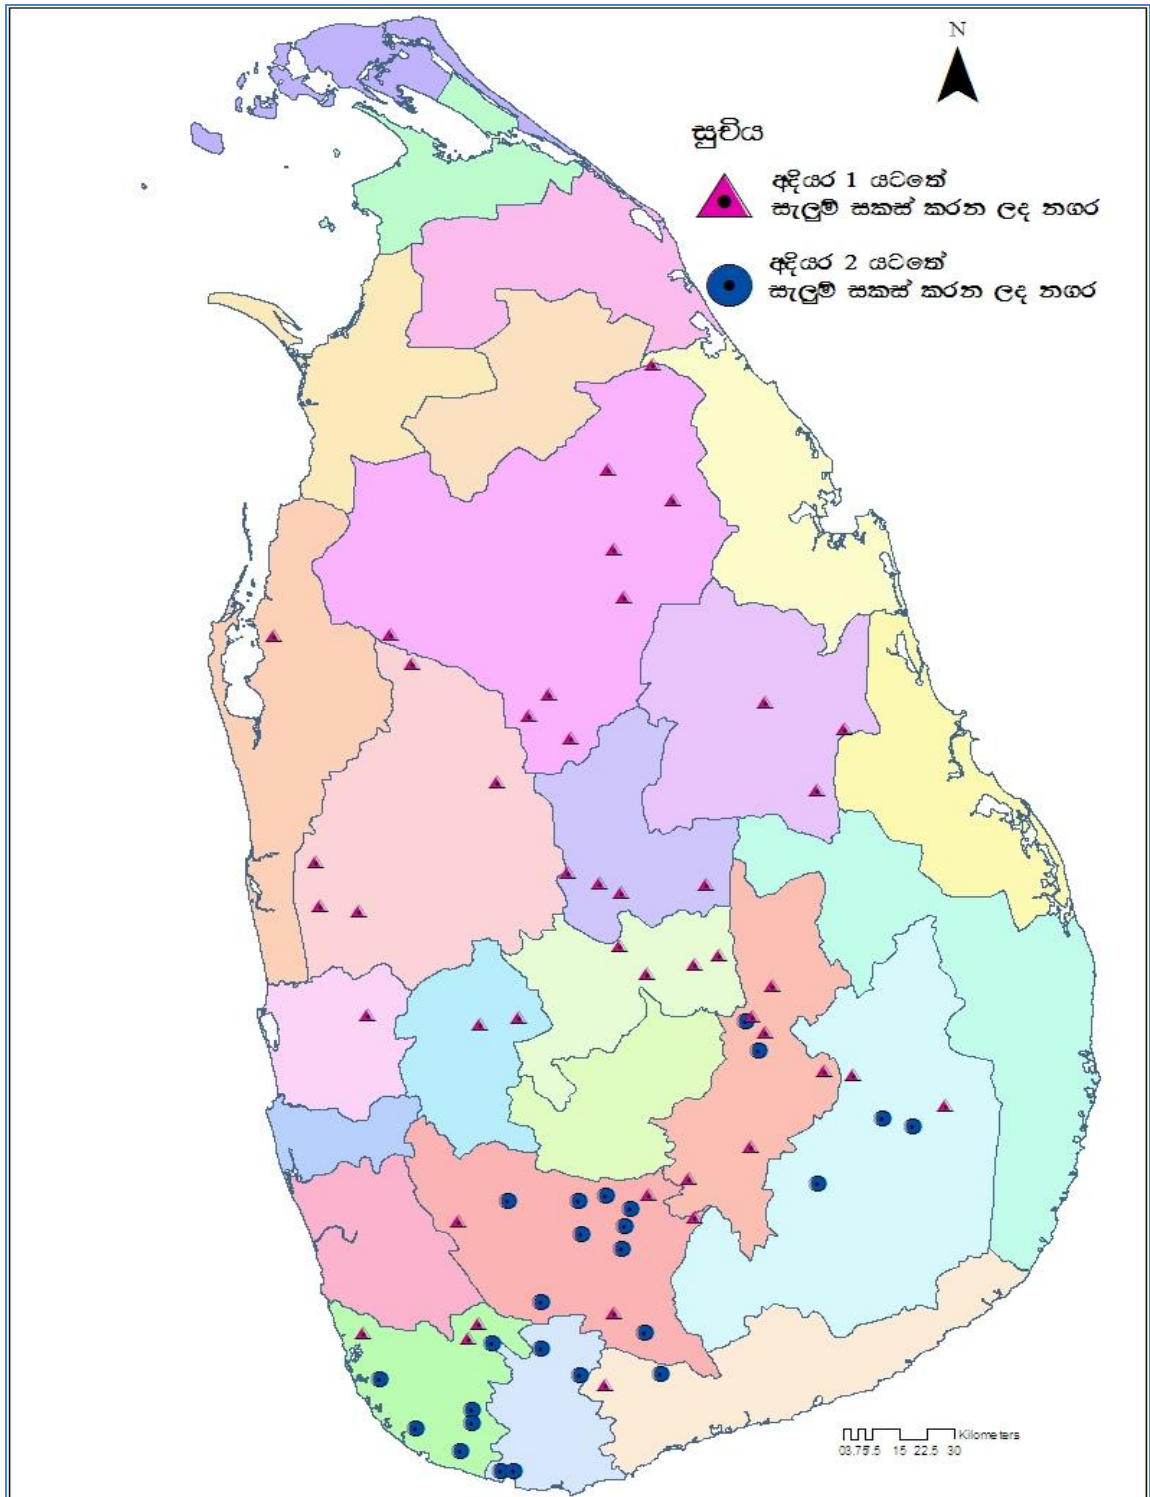 N
සුචිය
අදියර 1 යටතේ
සැලුම් සකස් කරන ලද නගර
අදියර 2 යටතේ
සැලුම් සකස් කරන ලද නගර
Kilometers
03.757.5 15 22.5 30